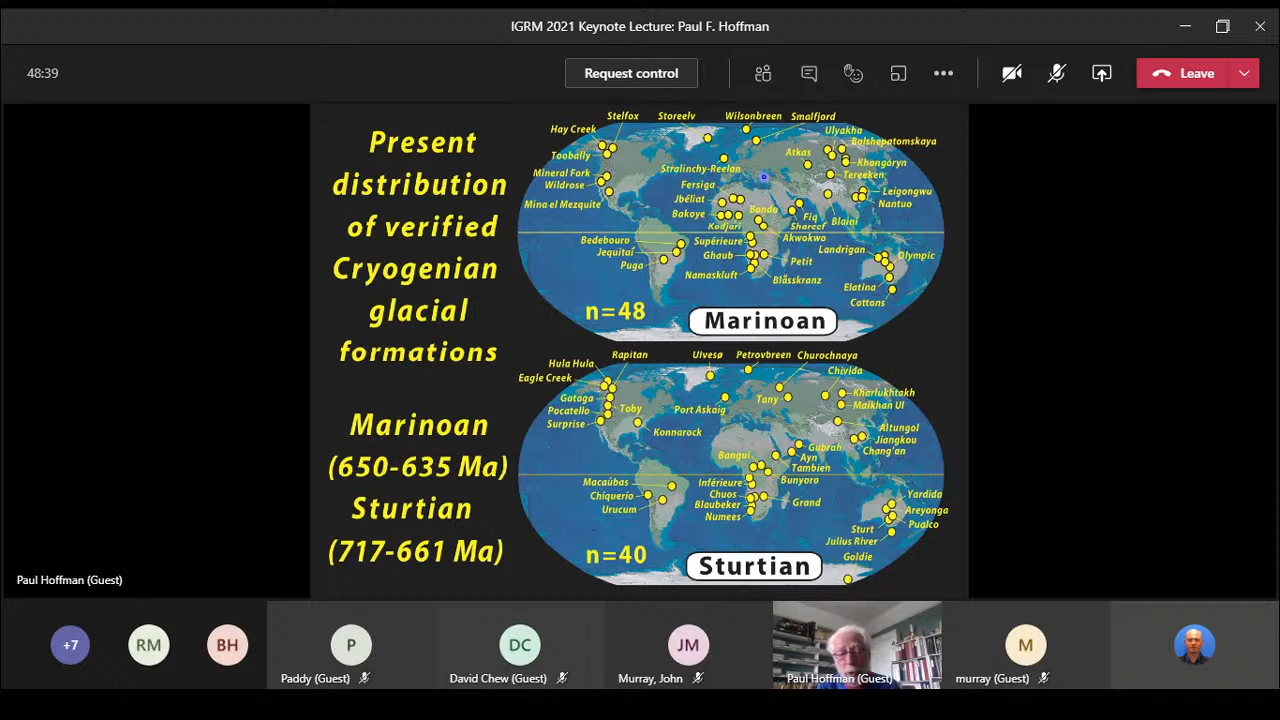 IGRM 2021 Keynote Lecture: Paul F. Hoffman
48:39
Request control
Leave
Present
distribution
of verified
Cryogenian
glacial
formations
Marinoan
(650-635 Ma)
Sturtian
(717-661 Ma)
Stelfox
Storeelv
Wilsonbreen
Smalfjord
Hay Creek
Ulyakha
Bolshepatomskaya
Toobally
Atkas
Khongoryn
Stralinchy-Reelan
Mineral Fork
Tereeken
Wildrose
Fersiga
Leigongwu
Mina el Mezquite
Jbéliat
Nantuo
Bakoye
Bondo
Fiq
Blaini
Kodjari
Shareef
Bedebouro
Supérieure
Akwokwo
Jequitaí
Ghaub
Petit
Landrigan
Olympic
Puga
Namaskluft
Blässkranz
Elatina
Cottons
n=48
Marinoan
Rapitan
Ulvesø
Petrovbreen
Churochnaya
Hula Hula
Chivida
Eagle Creek
Kharlukhtakh
Gataga
Tany
Maikhan Ul
Pocatello
Toby
Port Askaig
Surprise
Konnarock
Altungol
Jiangkou
Gubrah
Chang'an
Bangui
Ayn
Tambien
Macaúbas
Inférieure
Bunyoro
Chiquerío
Chuos
Grand
Yardida
Urucum
Blaubeker
Areyonga
Numees
Pualco
Sturt
Julius River
n=40
Sturtian
Goldie
Paul Hoffman (Guest)
+7
RM
BH
P
DC
JM
M
Paddy (Guest)
David Chew (Guest)
Murray, John
Paul Hoffman (Guest)
murray (Guest)